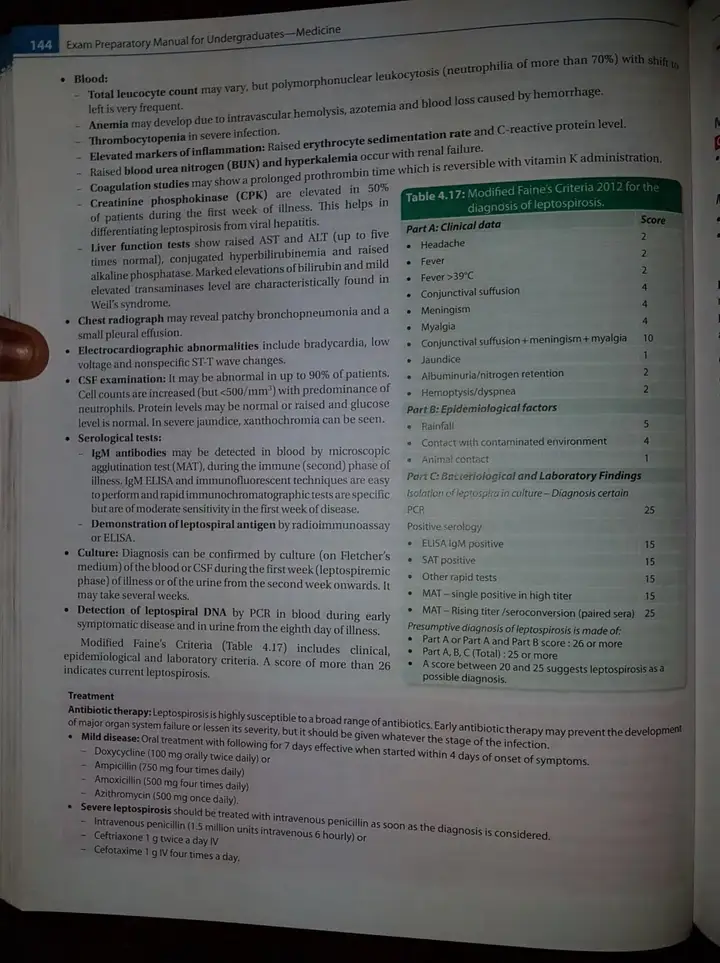 144 Exam Preparatory Manual for Undergraduates—Medicine
• Blood:
– Total leucocyte count may vary, but polymorphonuclear leukocytosis (neutrophilia of more than 70%) with shift to
left is very frequent.
– Anemia may develop due to intravascular hemolysis, azotemia and blood loss caused by hemorrhage.
– Thrombocytopenia in severe infection.
– Elevated markers of inflammation: Raised erythrocyte sedimentation rate and C-reactive protein level.
– Raised blood urea nitrogen (BUN) and hyperkalemia occur with renal failure.
– Coagulation studies may show a prolonged prothrombin time which is reversible with vitamin K administration.
– Creatinine phosphokinase (CPK) are elevated in 50%
of patients during the first week of illness. This helps in
differentiating leptospirosis from viral hepatitis.
– Liver function tests show raised AST and ALT (up to five
times normal), conjugated hyperbilirubinemia and raised
alkaline phosphatase. Marked elevations of bilirubin and mild
elevated transaminases level are characteristically found in
Weil's syndrome.
• Chest radiograph may reveal patchy bronchopneumonia and a
small pleural effusion.
• Electrocardiographic abnormalities include bradycardia, low
voltage and nonspecific ST-T wave changes.
• CSF examination: It may be abnormal in up to 90% of patients.
Cell counts are increased (but <500/mm³) with predominance of
neutrophils. Protein levels may be normal or raised and glucose
level is normal. In severe jaundice, xanthochromia can be seen.
• Serological tests:
– IgM antibodies may be detected in blood by microscopic
agglutination test (MAT), during the immune (second) phase of
illness. IgM ELISA and immunofluorescent techniques are easy
to perform and rapid immunochromatographic tests are specific
but are of moderate sensitivity in the first week of disease.
– Demonstration of leptospiral antigen by radioimmunoassay
or ELISA.
• Culture: Diagnosis can be confirmed by culture (on Fletcher's
medium) of the blood or CSF during the first week (leptospiremic
phase) of illness or of the urine from the second week onwards. It
may take several weeks.
• Detection of leptospiral DNA by PCR in blood during early
symptomatic disease and in urine from the eighth day of illness.
Modified Faine's Criteria (Table 4.17) includes clinical,
epidemiological and laboratory criteria. A score of more than 26
indicates current leptospirosis.
Table 4.17: Modified Faine's Criteria 2012 for the
diagnosis of leptospirosis.
Part A: Clinical data Score
• Headache 2
• Fever 2
• Fever >39°C 2
• Conjunctival suffusion 4
• Meningism 4
• Myalgia 4
• Conjunctival suffusion + meningism + myalgia 10
• Jaundice 1
• Albuminuria/nitrogen retention 2
• Hemoptysis/dyspnea 2
Part B: Epidemiological factors
• Rainfall 5
• Contact with contaminated environment 4
• Animal contact 1
Part C: Bacteriological and Laboratory Findings
Isolation of leptospira in culture – Diagnosis certain
PCR 25
Positive serology
• ELISA IgM positive 15
• SAT positive 15
• Other rapid tests 15
• MAT – single positive in high titer 15
• MAT – Rising titer /seroconversion (paired sera) 25
Presumptive diagnosis of leptospirosis is made of:
• Part A or Part A and Part B score : 26 or more
• Part A, B, C (Total) : 25 or more
• A score between 20 and 25 suggests leptospirosis as a
possible diagnosis.
Treatment
Antibiotic therapy: Leptospirosis is highly susceptible to a broad range of antibiotics. Early antibiotic therapy may prevent the development
of major organ system failure or lessen its severity, but it should be given whatever the stage of the infection.
• Mild disease: Oral treatment with following for 7 days effective when started within 4 days of onset of symptoms.
– Doxycycline (100 mg orally twice daily) or
– Ampicillin (750 mg four times daily)
– Amoxicillin (500 mg four times daily)
– Azithromycin (500 mg once daily).
• Severe leptospirosis should be treated with intravenous penicillin as soon as the diagnosis is considered.
– Intravenous penicillin (1.5 million units intravenous 6 hourly) or
– Ceftriaxone 1 g twice a day IV
– Cefotaxime 1 g IV four times a day.